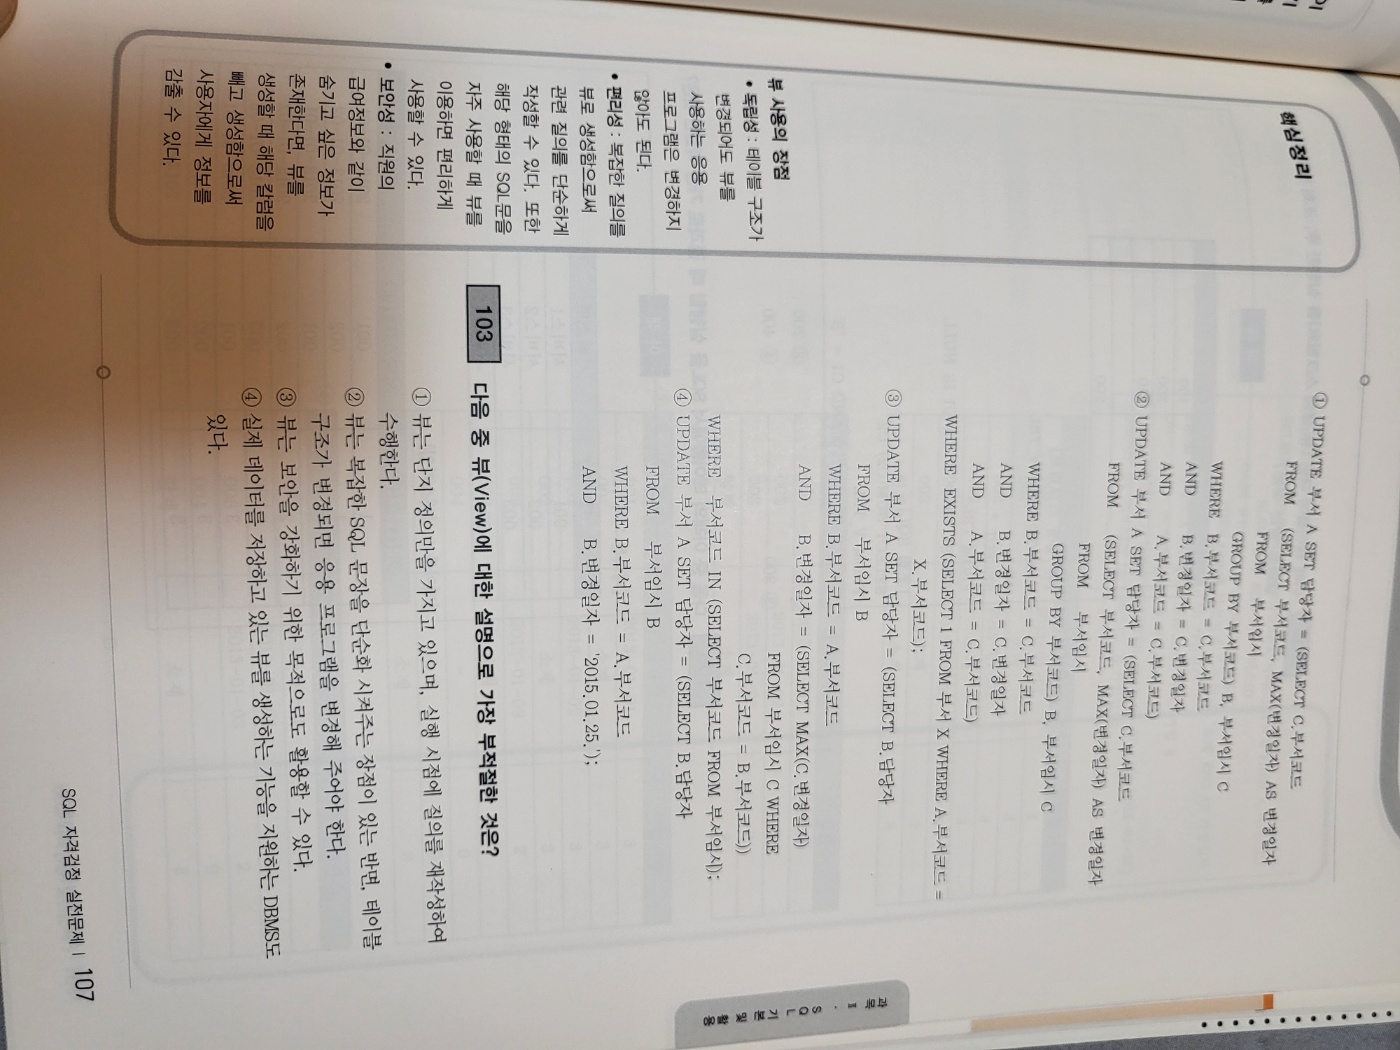 핵심정리
뷰 사용의 장점
• 독립성 : 테이블 구조가
변경되어도 뷰를
사용하는 응용
프로그램은 변경하지
않아도 된다.
• 편리성 : 복잡한 질의를
뷰로 생성함으로써
관련 질의를 단순하게
작성할 수 있다. 또한
해당 형태의 SQL문을
자주 사용할 때 뷰를
이용하면 편리하게
사용할 수 있다.
• 보안성 : 직원의
급여정보와 같이
숨기고 싶은 정보가
존재한다면, 뷰를
생성할 때 해당 칼럼을
빼고 생성함으로써
사용자에게 정보를
감출 수 있다.
① UPDATE 부서 A SET 담당자 = (SELECT C.부서코드
FROM (SELECT 부서코드, MAX(변경일자) AS 변경일자
FROM 부서임시
GROUP BY 부서코드) B, 부서임시 C
WHERE B.부서코드 = C.부서코드
AND B.변경일자 = C.변경일자
AND A.부서코드 = C.부서코드)
② UPDATE 부서 A SET 담당자 = (SELECT C.부서코드
FROM (SELECT 부서코드, MAX(변경일자) AS 변경일자
FROM 부서임시
GROUP BY 부서코드) B, 부서임시 C
WHERE B.부서코드 = C.부서코드
AND B.변경일자 = C.변경일자
AND A.부서코드 = C.부서코드)
WHERE EXISTS (SELECT 1 FROM 부서 X WHERE A.부서코드 =
X.부서코드);
③ UPDATE 부서 A SET 담당자 = (SELECT B.담당자
FROM 부서임시 B
WHERE B.부서코드 = A.부서코드
AND B.변경일자 = (SELECT MAX(C.변경일자)
FROM 부서임시 C WHERE
C.부서코드 = B.부서코드))
WHERE 부서코드 IN (SELECT 부서코드 FROM 부서임시);
④ UPDATE 부서 A SET 담당자 = (SELECT B.담당자
FROM 부서임시 B
WHERE B.부서코드 = A.부서코드
AND B.변경일자 = '2015.01.25.');
103 다음 중 뷰(View)에 대한 설명으로 가장 부적절한 것은?
① 뷰는 단지 정의만을 가지고 있으며, 실행 시점에 질의를 재작성하여
수행한다.
② 뷰는 복잡한 SQL 문장을 단순화 시켜주는 장점이 있는 반면, 테이블
구조가 변경되면 응용 프로그램을 변경해 주어야 한다.
③ 뷰는 보안을 강화하기 위한 목적으로도 활용할 수 있다.
④ 실제 데이터를 저장하고 있는 뷰를 생성하는 기능을 지원하는 DBMS도
있다.
과목 Ⅱ. SQL 기본 및 활용
SQL 자격검정 실전문제 | 107